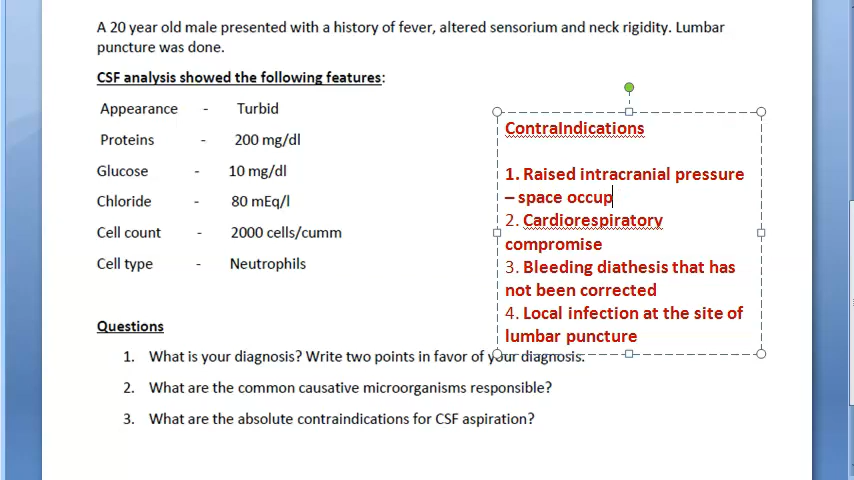 A 20 year old male presented with a history of fever, altered sensorium and neck rigidity. Lumbar
puncture was done.
CSF analysis showed the following features:
Appearance - Turbid
Proteins - 200 mg/dl
Glucose - 10 mg/dl
Chloride - 80 mEq/l
Cell count - 2000 cells/cumm
Cell type - Neutrophils
ContraIndications
1. Raised intracranial pressure
– space occup
2. Cardiorespiratory
compromise
3. Bleeding diathesis that has
not been corrected
4. Local infection at the site of
lumbar puncture
Questions
1. What is your diagnosis? Write two points in favor of your diagnosis.
2. What are the common causative microorganisms responsible?
3. What are the absolute contraindications for CSF aspiration?